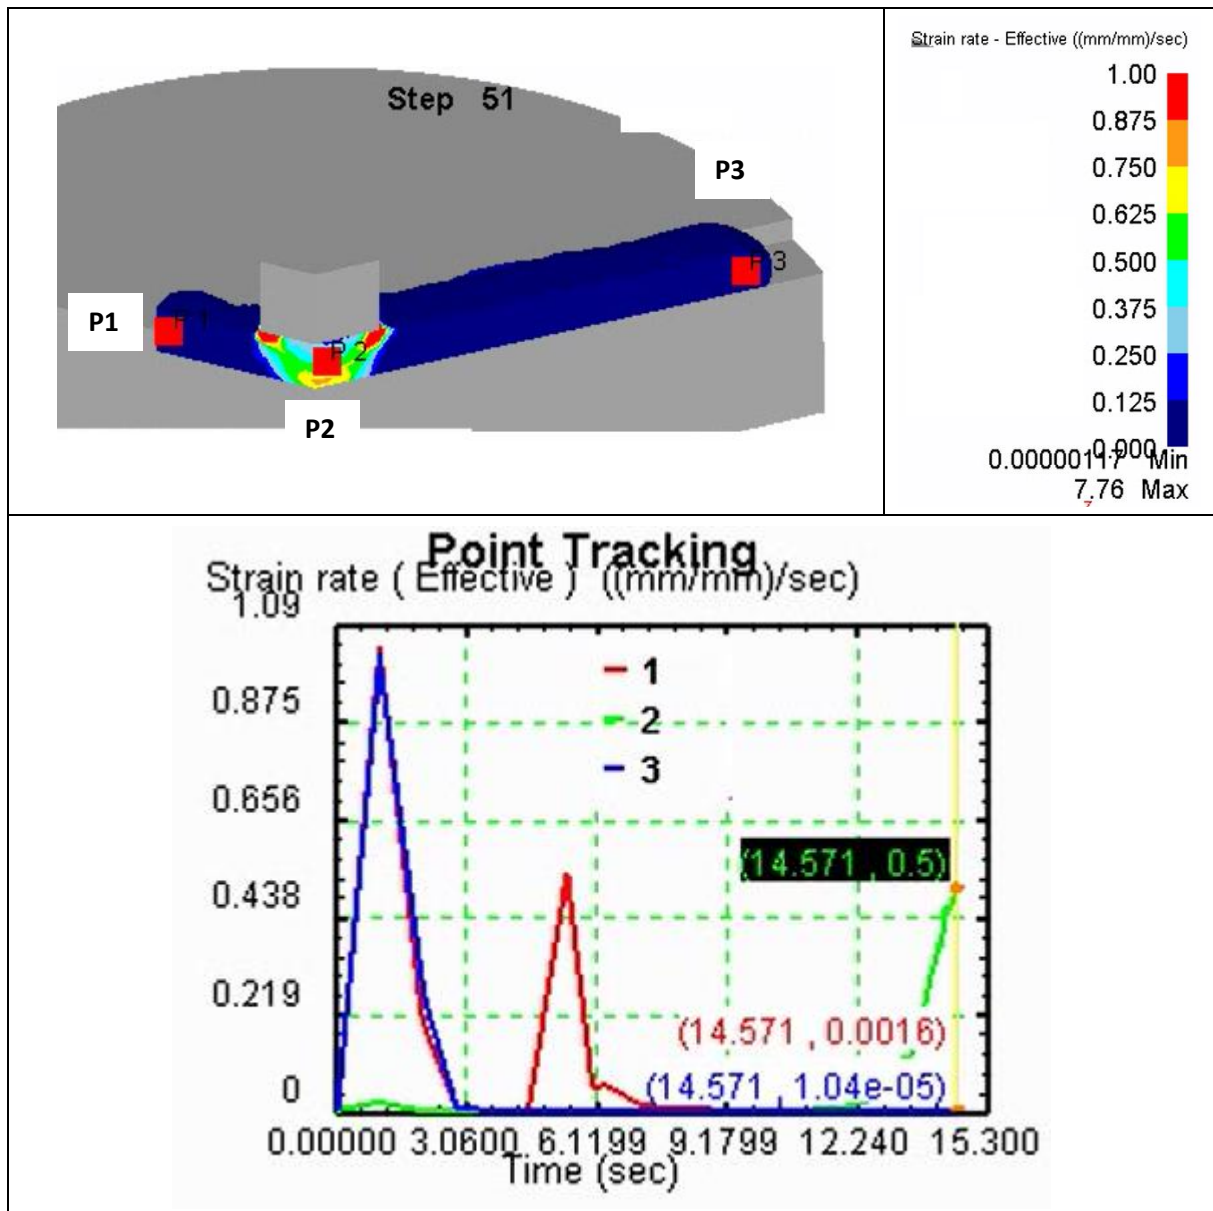 Step 51
P3
P 3
P1
P 1
P 2
P2
Strain rate - Effective ((mm/mm)/sec)
1.00
0.875
0.750
0.625
0.500
0.375
0.250
0.125
0.000
0.00000117 Min
7.76 Max
Point Tracking
Strain rate ( Effective ) ((mm/mm)/sec)
1.09
0.875
0.656
0.438
0.219
0
1
2
3
(14.571 , 0.5)
(14.571 , 0.0016)
(14.571 , 1.04e-05)
0.00000 3.0600 6.1199 9.1799 12.240 15.300
Time (sec)